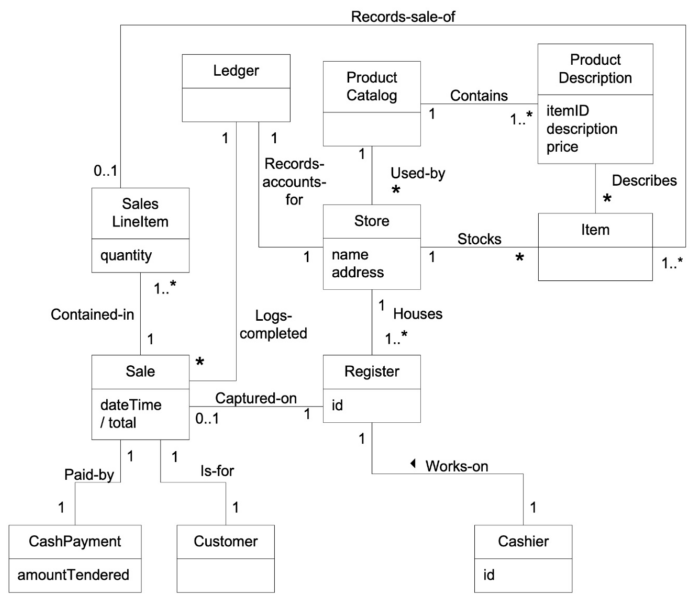 Records-sale-of
Ledger
Product
Catalog
Product
Description
itemID
description
price
Contains
1
1..*
1
1
1
Records-
accounts-
for
Used-by
*
Describes
*
0..1
Sales
LineItem
quantity
Store
name
address
Stocks
Item
1
1
*
1..*
1..*
Contained-in
1
Logs-
completed
1
Houses
1..*
Sale
dateTime
/ total
*
Captured-on
0..1
1
Register
id
1
1
1
Paid-by
Is-for
Works-on
1
1
1
CashPayment
amountTendered
Customer
Cashier
id